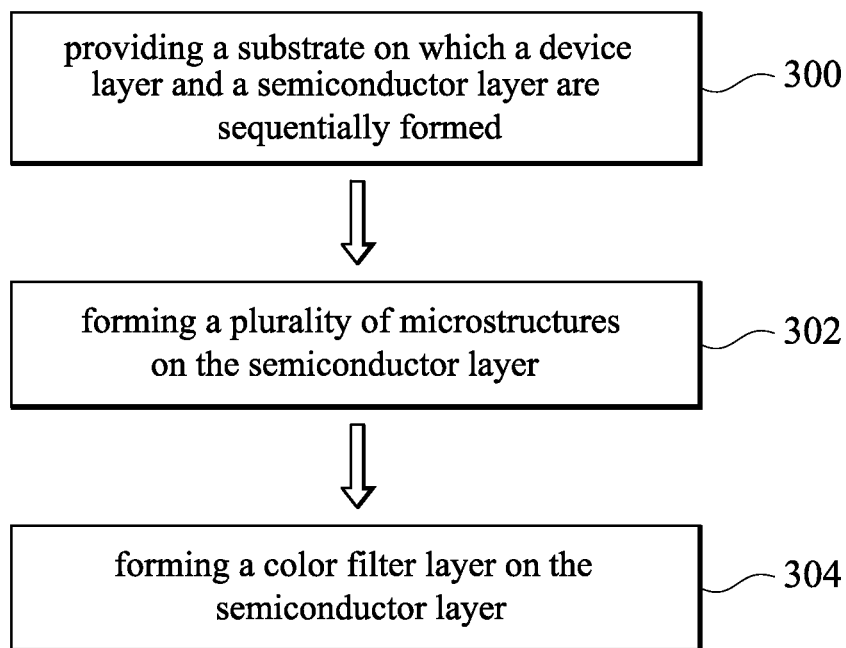 providing a substrate on which a device
layer and a semiconductor layer are
sequentially formed
300
forming a plurality of microstructures
on the semiconductor layer
302
forming a color filter layer on the
semiconductor layer
304